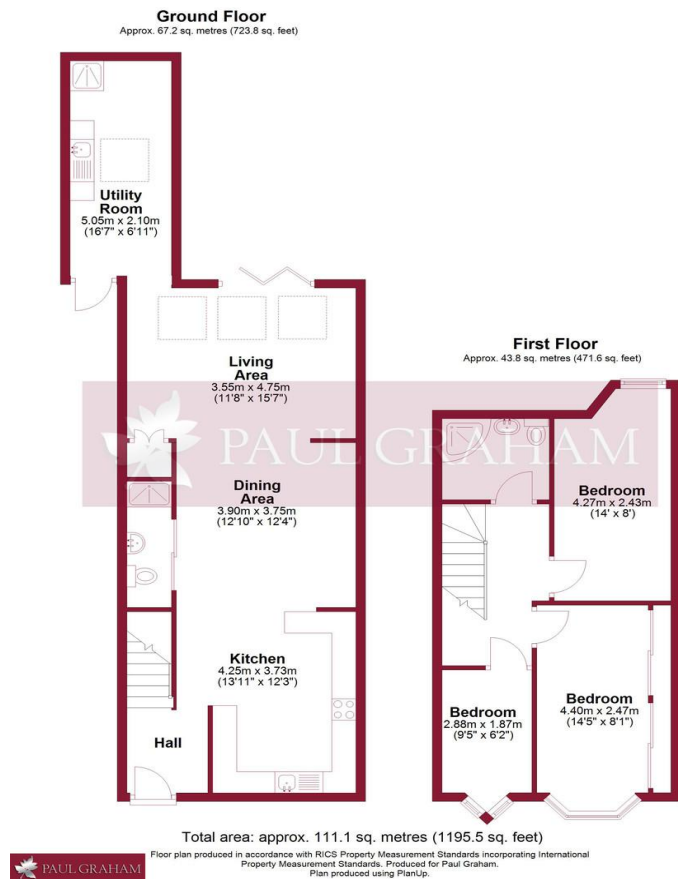 Ground Floor
Approx. 67.2 sq. metres (723.8 sq. feet)
Utility
Room
5.05m x 2.10m
(16'7" x 6'11")
Living
Area
3.55m x 4.75m
(11'8" x 15'7")
First Floor
Approx. 43.8 sq. metres (471.6 sq. feet)
PAUL GRAHAM
Dining
Area
3.90m x 3.75m
(12'10" x 12'4")
Bedroom
4.27m x 2.43m
(14' x 8')
Kitchen
4.25m x 3.73m
(13'11" x 12'3")
Hall
Bedroom
2.88m x 1.87m
(9'5" x 6'2")
Bedroom
4.40m x 2.47m
(14'5" x 8'1")
Total area: approx. 111.1 sq. metres (1195.5 sq. feet)
PAUL GRAHAM
Floor plan produced in accordance with RICS Property Measurement Standards incorporating International
Property Measurement Standards. Produced for Paul Graham.
Plan produced using PlanUp.